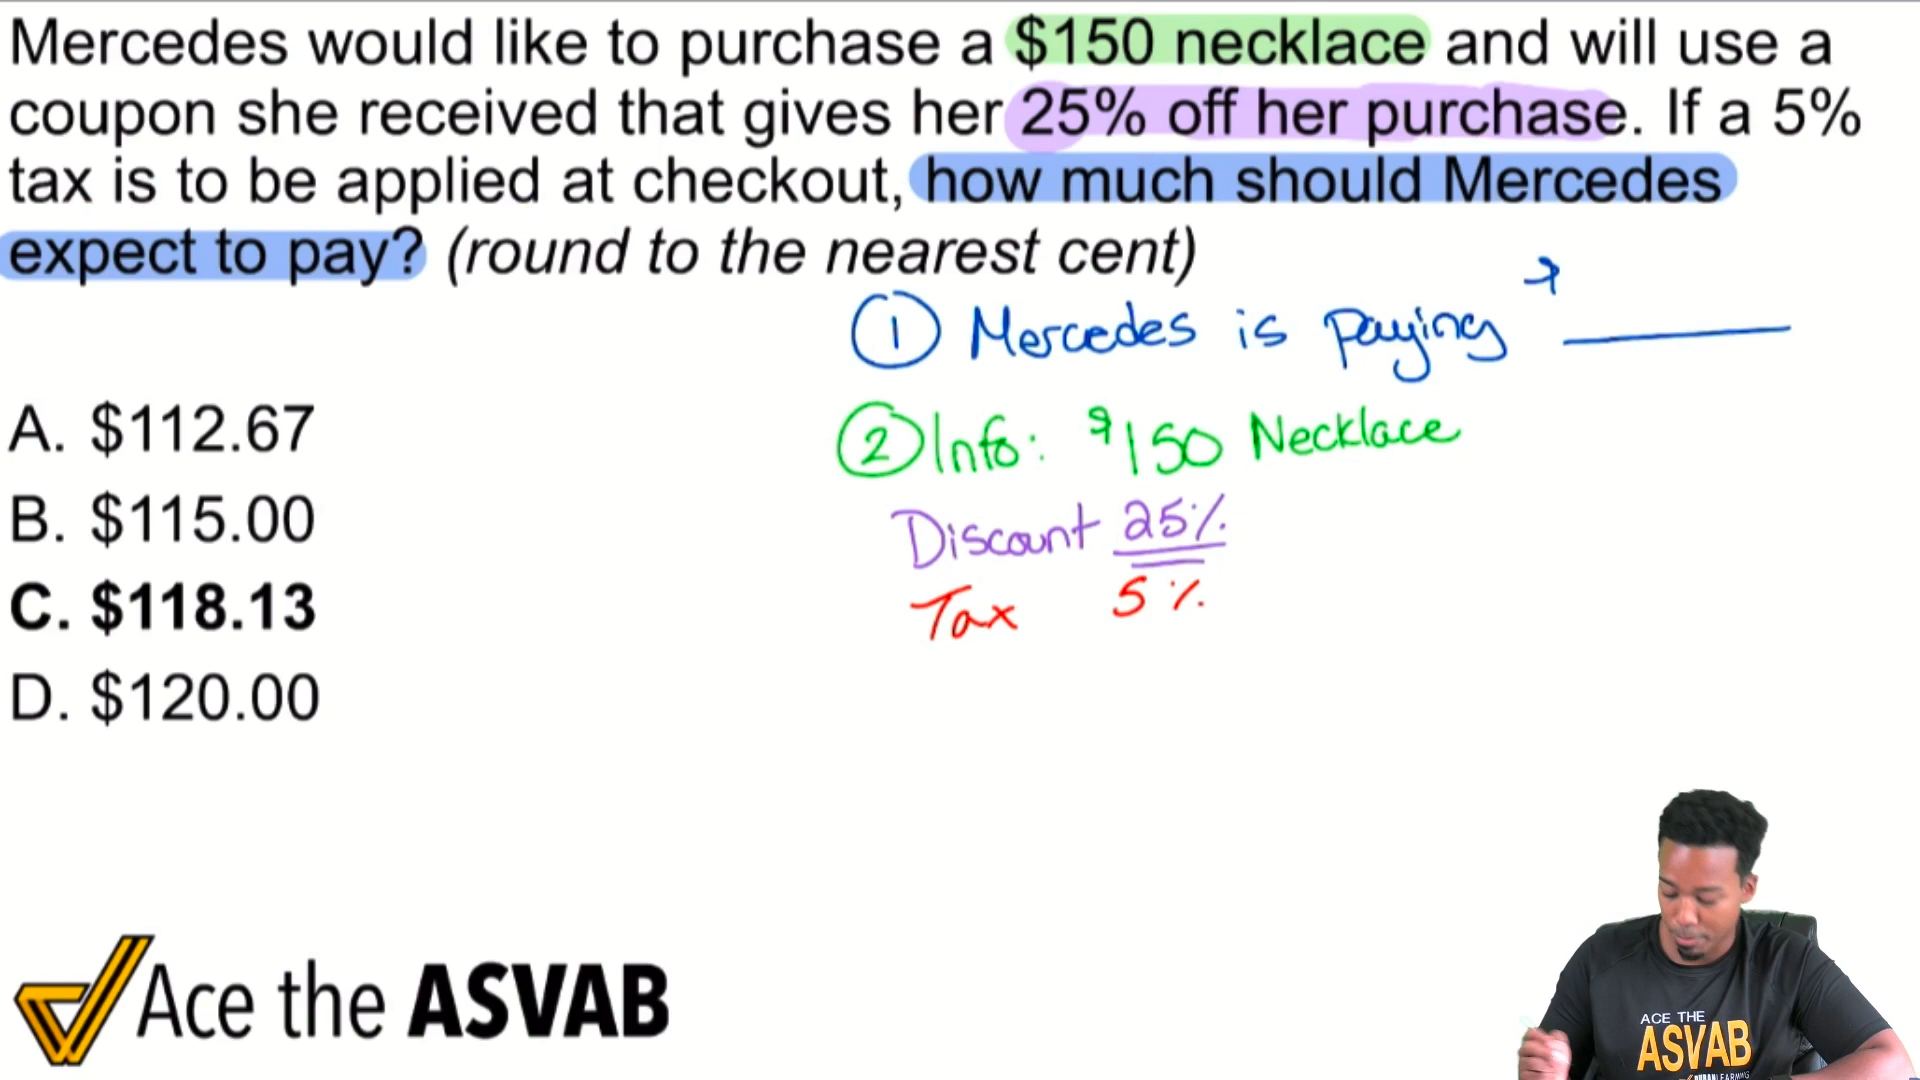 Mercedes would like to purchase a $150 necklace and will use a
coupon she received that gives her 25% off her purchase. If a 5%
tax is to be applied at checkout, how much should Mercedes
expect to pay? (round to the nearest cent)
① Mercedes is paying $ ______
② Info: $150 Necklace
Discount 25%
Tax 5%
A. $112.67
B. $115.00
C. $118.13
D. $120.00
Ace the ASVAB
ACE THE
ASVAB